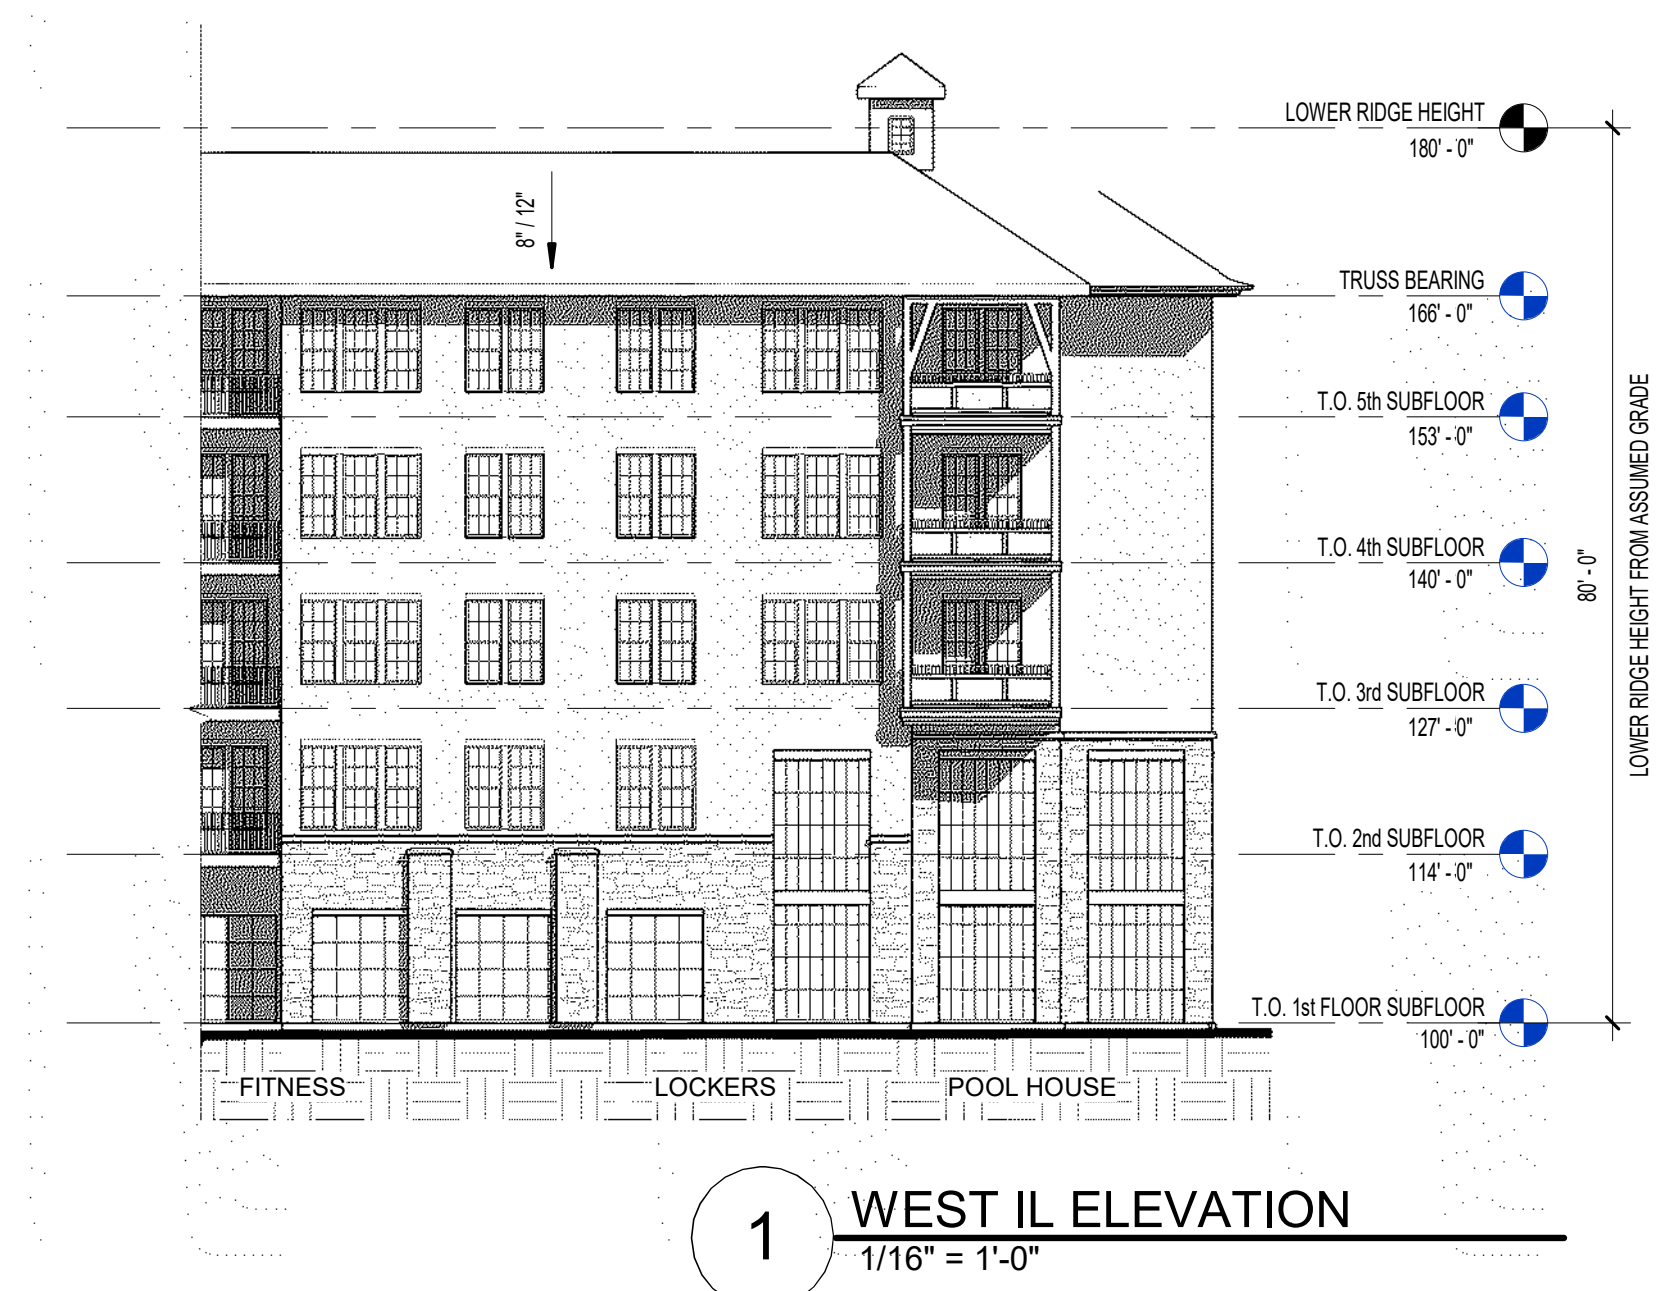 LOWER RIDGE HEIGHT
180' - 0"
8" / 12"
TRUSS BEARING
166' - 0"
T.O. 5th SUBFLOOR
153' - 0"
T.O. 4th SUBFLOOR
140' - 0"
80' - 0"
LOWER RIDGE HEIGHT FROM ASSUMED GRADE
T.O. 3rd SUBFLOOR
127' - 0"
T.O. 2nd SUBFLOOR
114' - 0"
T.O. 1st FLOOR SUBFLOOR
100' - 0"
FITNESS
LOCKERS
POOL HOUSE
1
WEST IL ELEVATION
1/16" = 1'-0"